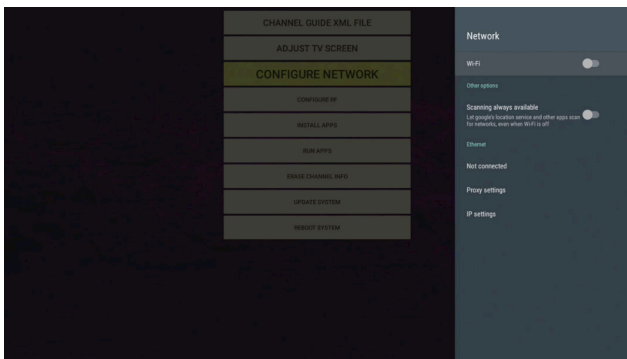 CHANNEL GUIDE XML FILE
ADJUST TV SCREEN
CONFIGURE NETWORK
CONFIGURE RF
INSTALL APPS
RUN APPS
ERASE CHANNEL INFO
UPDATE SYSTEM
REBOOT SYSTEM
Network
Wi-Fi
Other options
Scanning always available
Let google's location service and other apps scan
for networks, even when Wi-Fi is off
Ethernet
Not connected
Proxy settings
IP settings